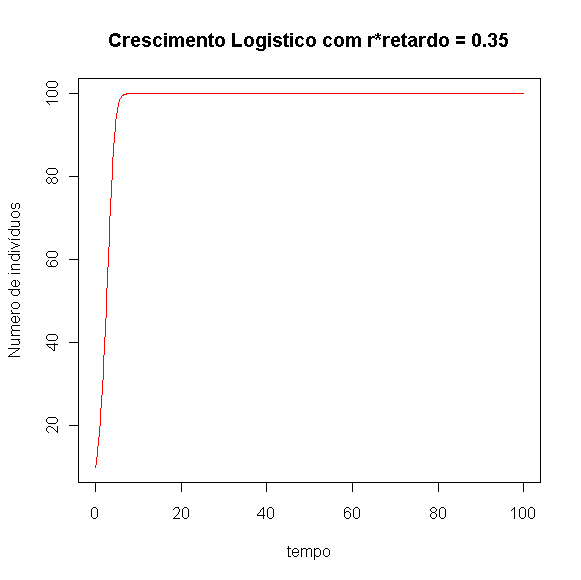 Crescimento Logistico com r*retardo = 0.35
100
80
60
40
20
Numero de indivíduos
0 20 40 60 80 100
tempo